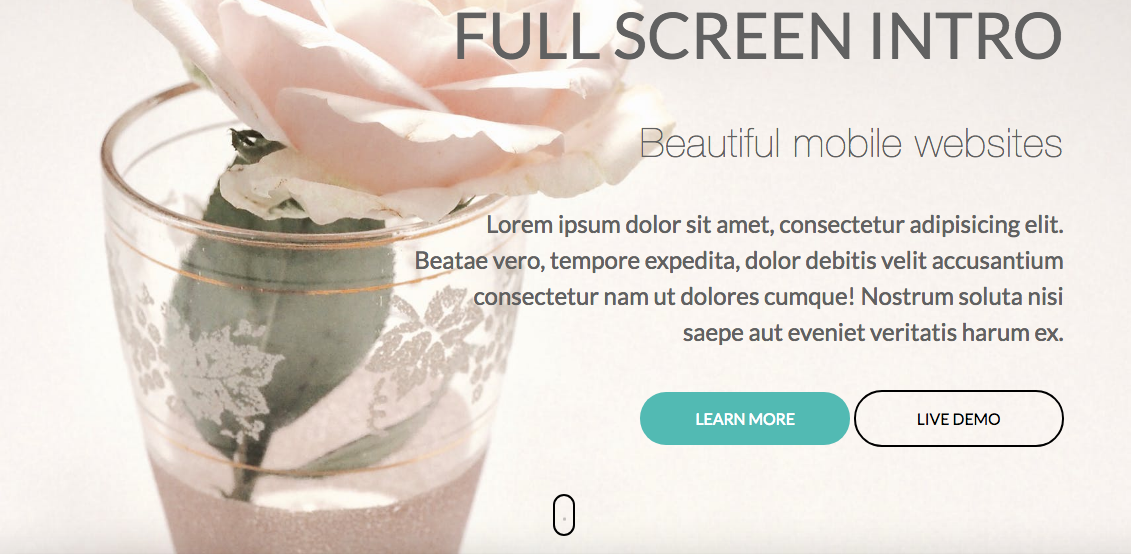 FULL SCREEN INTRO
Beautiful mobile websites
Lorem ipsum dolor sit amet, consectetur adipisicing elit.
Beatae vero, tempore expedita, dolor debitis velit accusantium
consectetur nam ut dolores cumque! Nostrum soluta nisi
saepe aut eveniet veritatis harum ex.
LEARN MORE
LIVE DEMO